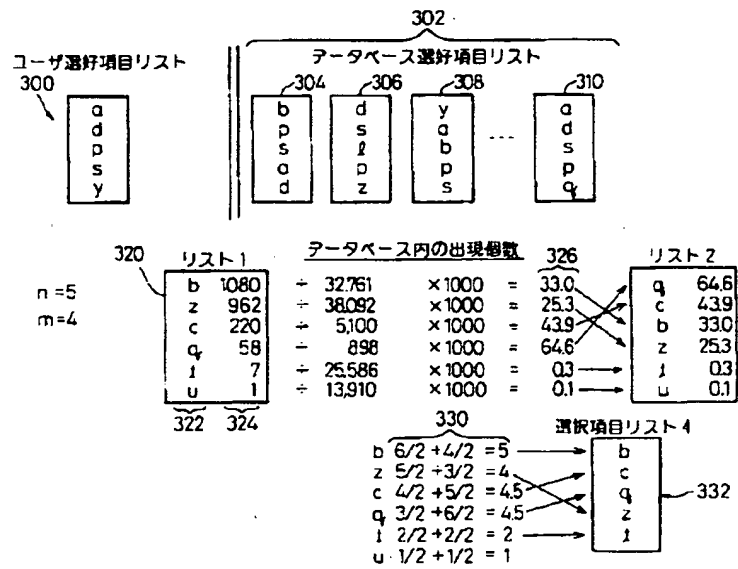 302
ユーザ選好項目リスト
300
a
d
p
s
y
データベース選好項目リスト
304
b
p
s
a
d
306
d
s
ℓ
p
z
308
y
a
b
p
s
...
310
a
d
s
p
q
n=5
m=4
320
リスト1
データベース内の出現個数
326
リスト2
b 1080 ÷ 32,761 ×1000 = 33.0
z 962 ÷ 38,092 ×1000 = 25.3
c 220 ÷ 5,100 ×1000 = 43.9
q 58 ÷ 898 ×1000 = 64.6
t 7 ÷ 25,586 ×1000 = 0.3
u 1 ÷ 13,910 ×1000 = 0.1
q 64.6
c 43.9
b 33.0
z 25.3
t 0.3
u 0.1
322 324
330
選択項目リスト4
b 6/2 +4/2 =5
z 5/2 ÷3/2 =4
c 4/2 +5/2 =4.5
q 3/2 +6/2 =4.5
t 2/2 +2/2 =2
u 1/2 +1/2 =1
b
c
q
z
t
332